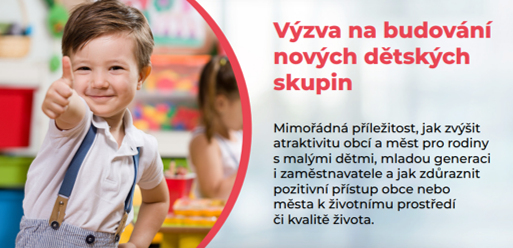 Výzva na budování
nových dětských
skupin
Mimořádná příležitost, jak zvýšit
atraktivitu obcí a měst pro rodiny
s malými dětmi, mladou generaci
i zaměstnavatele a jak zdůraznit
pozitivní přístup obce nebo
města k životnímu prostředí
či kvalitě života.